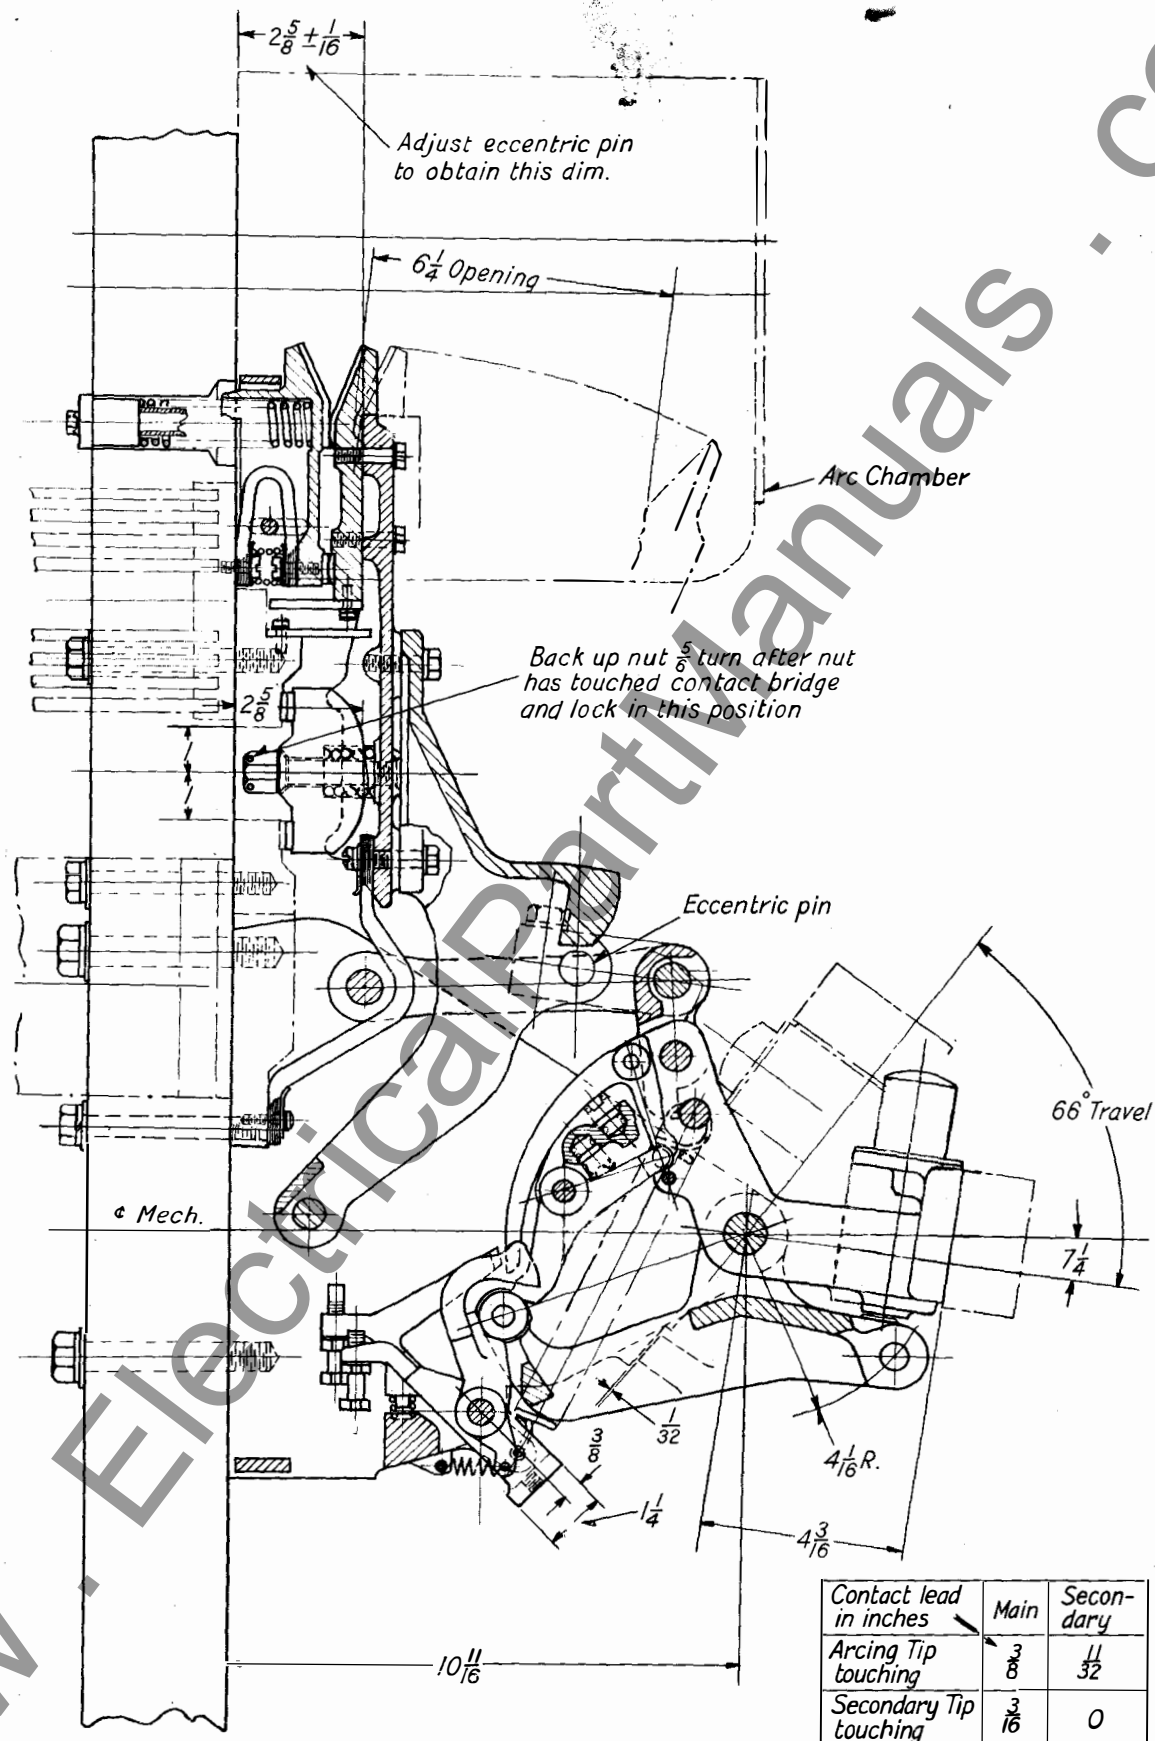 2 5/8 ± 1/16
Adjust eccentric pin
to obtain this dim.
6 1/4 Opening
Arc Chamber
Back up nut 5/6 turn after nut
has touched contact bridge
and lock in this position
2 5/8
Eccentric pin
66° Travel
¢ Mech.
7 1/4
1/32
3/8
4 1/16 R.
1 1/4
4 3/16
10 11/16
Contact lead in inches | Main | Secon-dary
Arcing Tip touching | 3/8 | 11/32
Secondary Tip touching | 3/16 | 0
www.ElectricalPartManuals.com